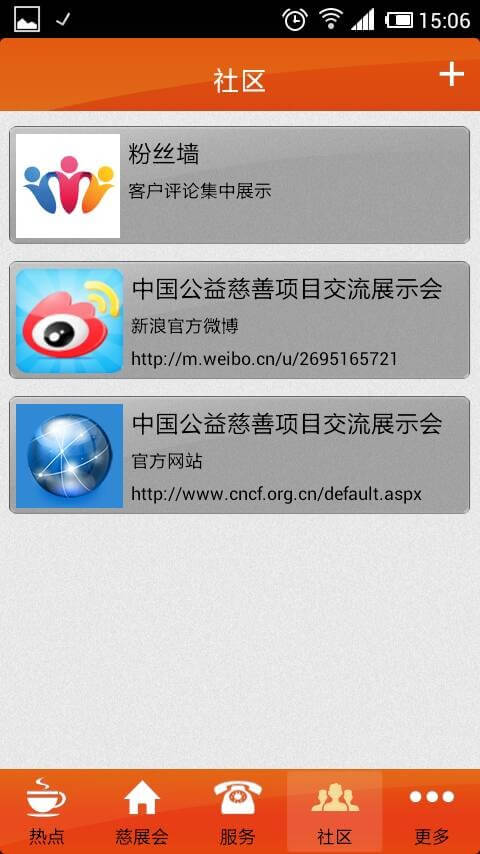 15:06
社区
粉丝墙
客户评论集中展示
中国公益慈善项目交流展示会
新浪官方微博
http://m.weibo.cn/u/2695165721
中国公益慈善项目交流展示会
官方网站
http://www.cncf.org.cn/default.aspx
热点 慈展会 服务 社区 更多